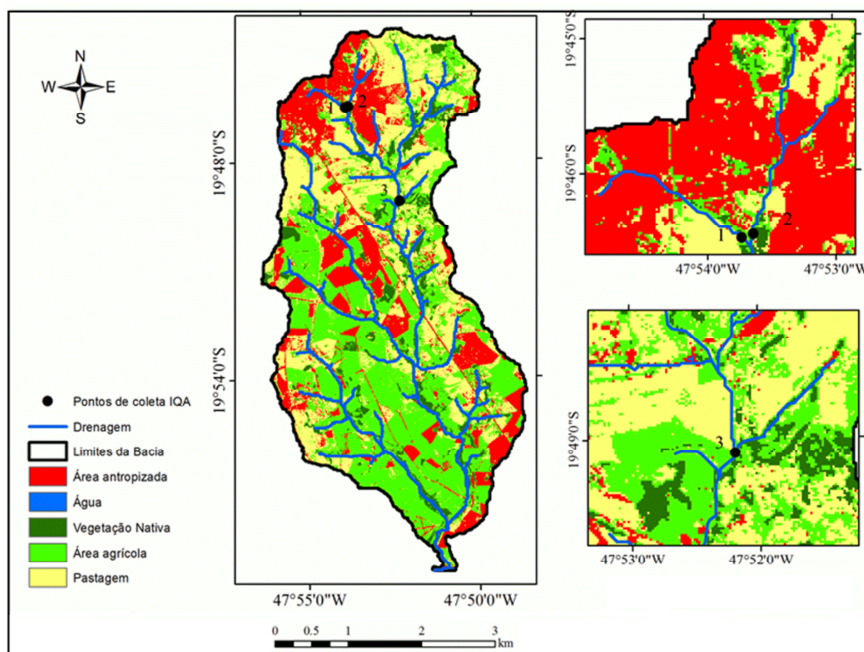 N
W E
S
1 2
3
19°48'0"S
19°54'0"S
47°55'0"W 47°50'0"W
19°45'0"S
19°46'0"S
1 2
47°54'0"W 47°53'0"W
3
19°49'0"S
47°53'0"W 47°52'0"W
Pontos de coleta IQA
Drenagem
Limites da Bacia
Área antropizada
Água
Vegetação Nativa
Área agrícola
Pastagem
0 0.5 1 2 3
km